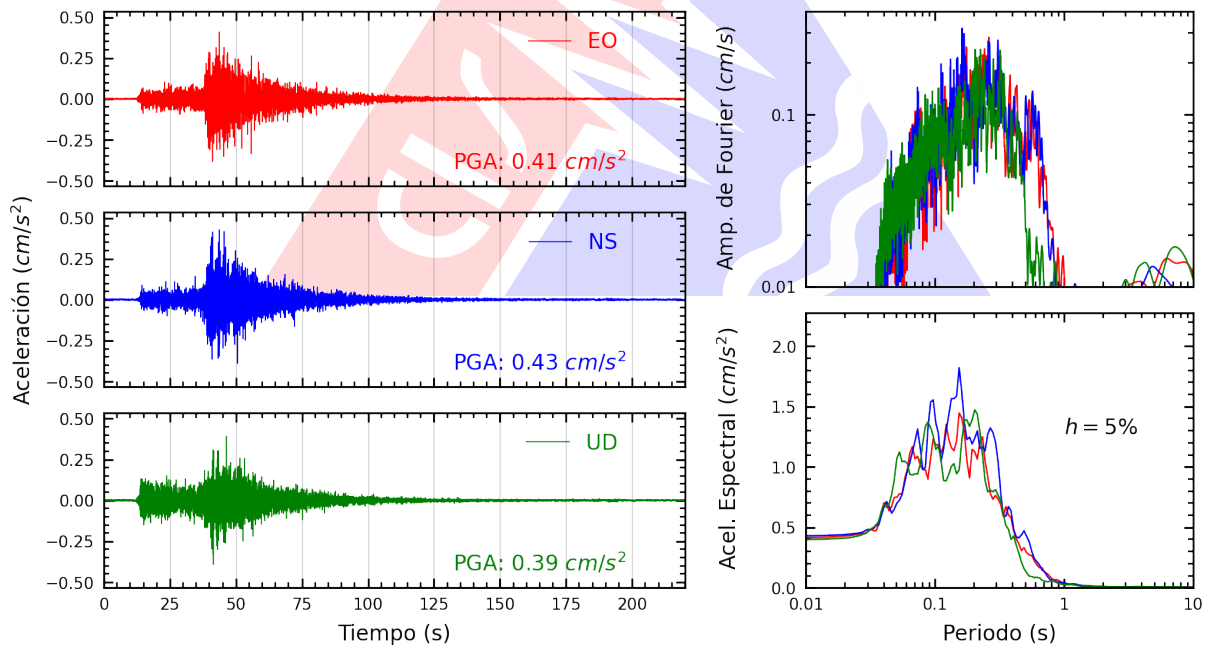 Aceleración (cm/s²)
0.50
0.25
0.00
−0.25
−0.50
EO
PGA: 0.41 cm/s²
0.50
0.25
0.00
−0.25
−0.50
NS
PGA: 0.43 cm/s²
0.50
0.25
0.00
−0.25
−0.50
UD
PGA: 0.39 cm/s²
0 25 50 75 100 125 150 175 200
Tiempo (s)
Amp. de Fourier (cm/s)
0.1
0.01
Acel. Espectral (cm/s²)
2.0
1.5
1.0
0.5
0.0
h = 5%
0.01 0.1 1 10
Periodo (s)